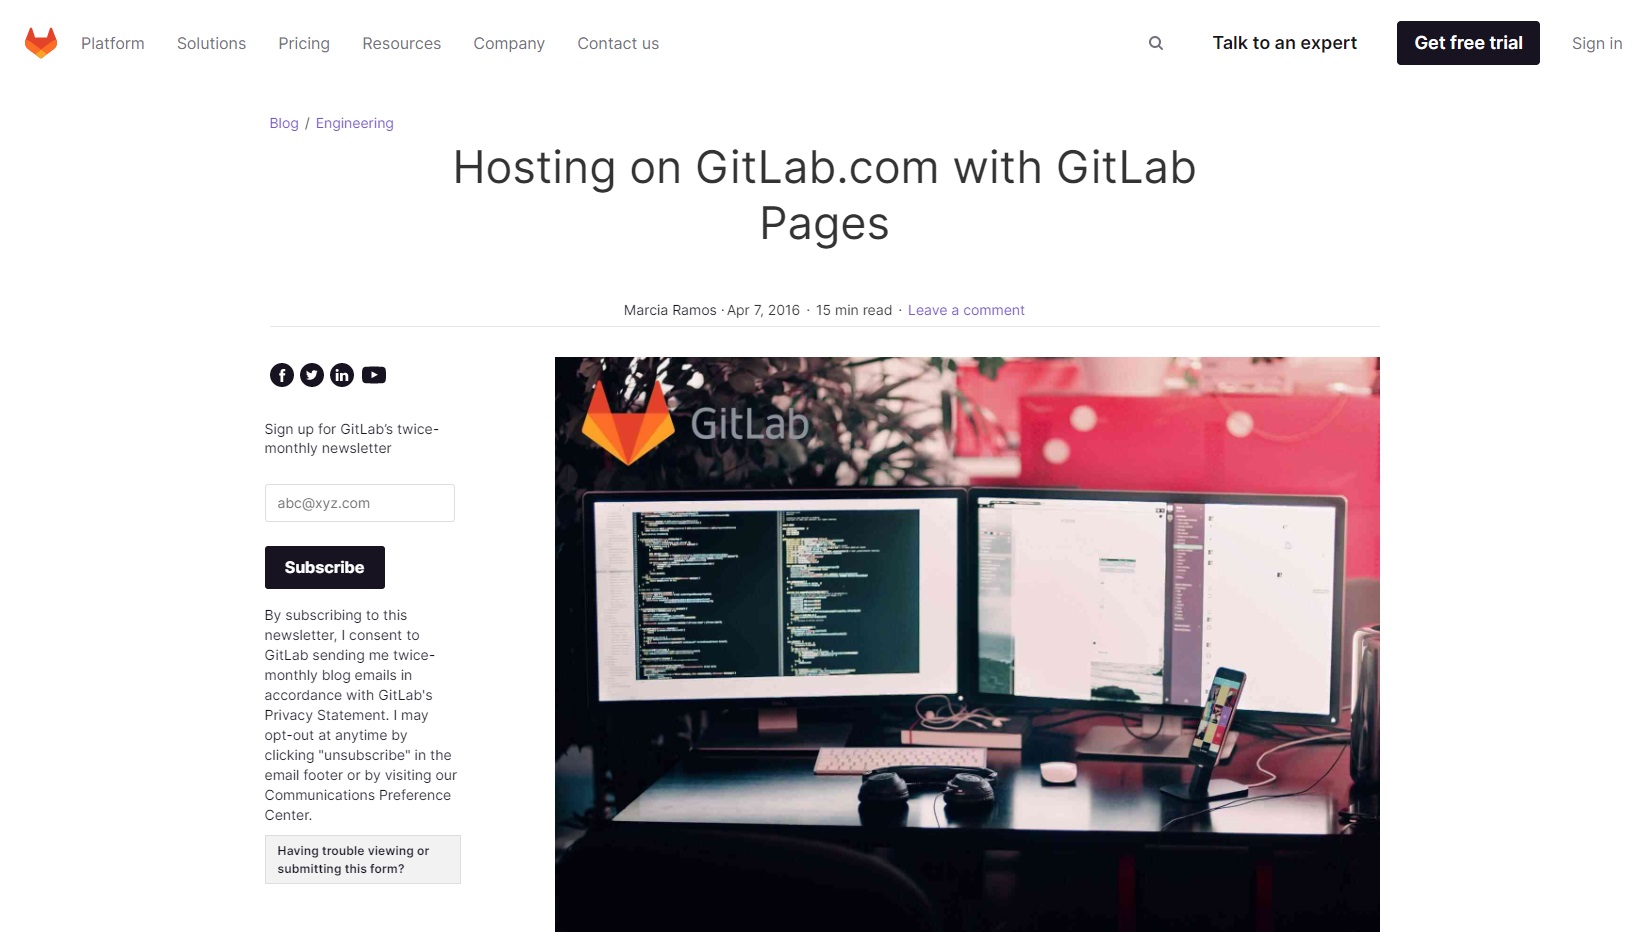 Platform
Solutions
Pricing
Resources
Company
Contact us
Talk to an expert
Get free trial
Sign in
Blog / Engineering
Hosting on GitLab.com with GitLab
Pages
Marcia Ramos · Apr 7, 2016 · 15 min read · Leave a comment
Sign up for GitLab’s twice-
monthly newsletter
abc@xyz.com
Subscribe
By subscribing to this
newsletter, I consent to
GitLab sending me twice-
monthly blog emails in
accordance with GitLab's
Privacy Statement. I may
opt-out at anytime by
clicking "unsubscribe" in the
email footer or by visiting our
Communications Preference
Center.
Having trouble viewing or
submitting this form?
GitLab